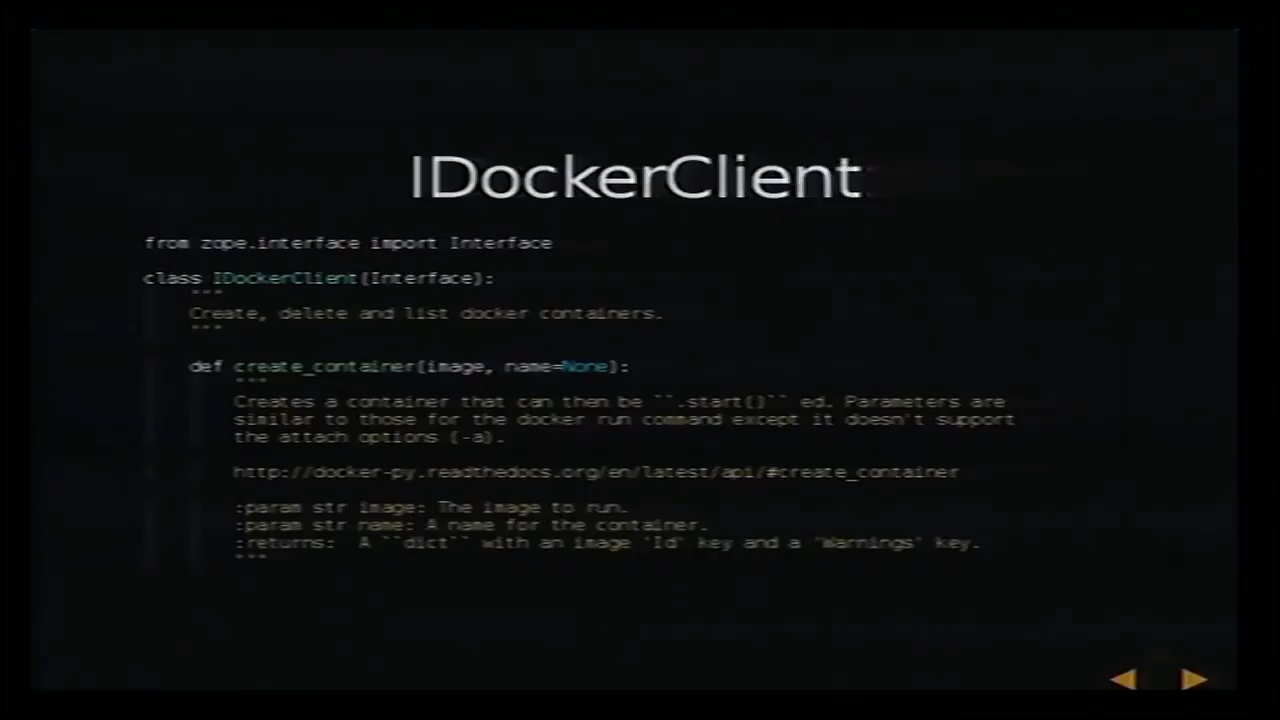 IDockerClient
from zope.interface import Interface
class IDockerClient(Interface):
"""
Create, delete and list docker containers.
"""
def create_container(image, name=None):
"""
Creates a container that can then be ``.start()`` ed. Parameters are
similar to those for the docker run command except it doesn't support
the attach options (-a).
http://docker-py.readthedocs.org/en/latest/api/#create_container
:param str image: The image to run.
:param str name: A name for the container.
:returns: A ``dict`` with an image 'Id' key and a 'Warnings' key.
"""